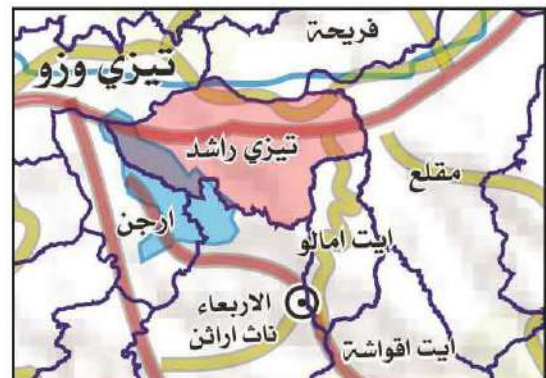 فريحة
تيزي وزو
تيزي راشد
مقلع
ارجن
ايت امالو
الاربعاء
ناث اراثن
ايت اقواشة